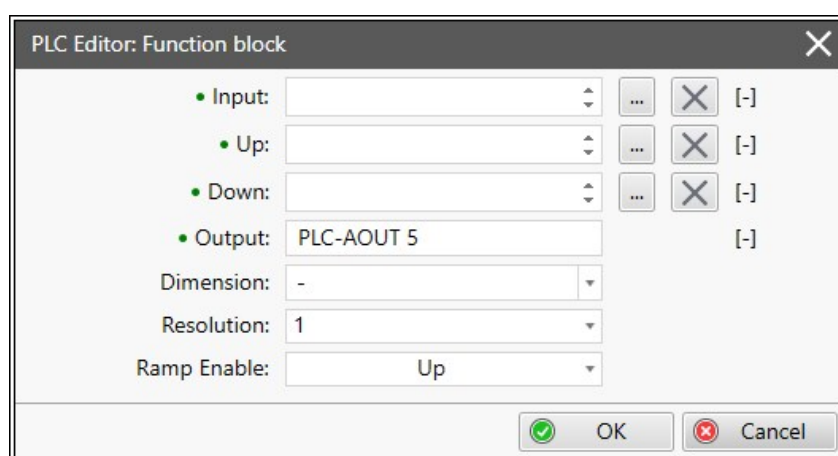 PLC Editor: Function block
• Input: ... [-]
• Up: ... [-]
• Down: ... [-]
• Output: PLC-AOUT 5 [-]
Dimension: -
Resolution: 1
Ramp Enable: Up
OK Cancel